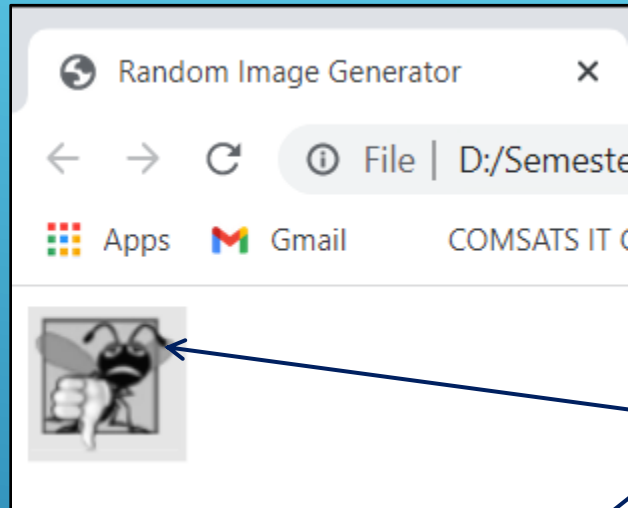 Random Image Generator
File | D:/Semeste
Apps Gmail COMSATS IT